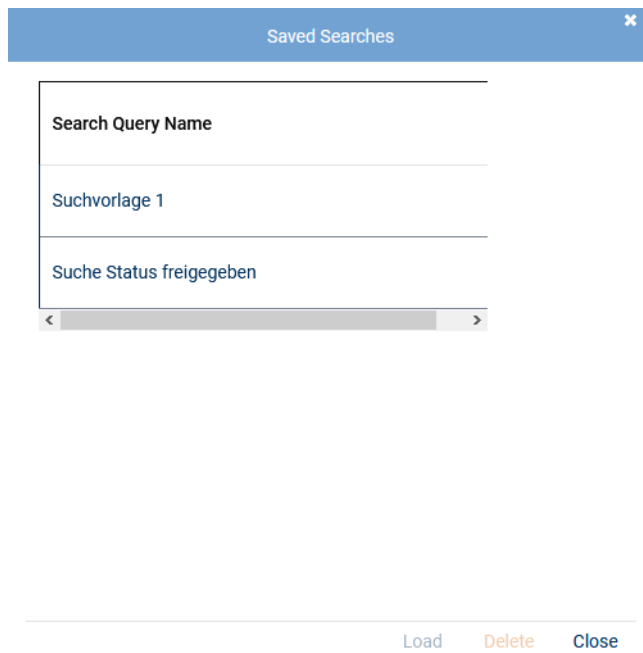 Saved Searches
Search Query Name
Suchvorlage 1
Suche Status freigegeben
Load Delete Close